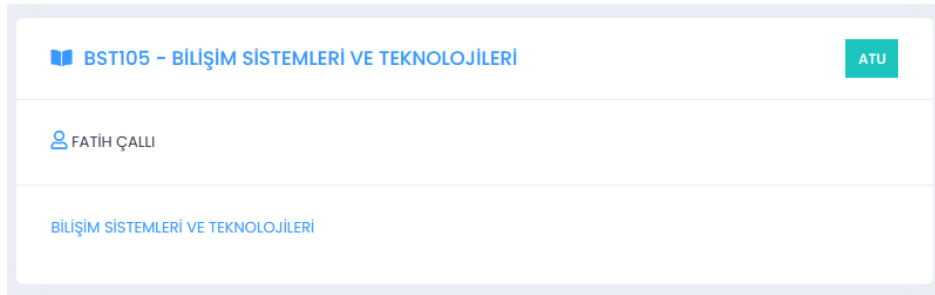 BST105 - BİLİŞİM SİSTEMLERİ VE TEKNOLOJİLERİ
ATU
FATİH ÇALLI
BİLİŞİM SİSTEMLERİ VE TEKNOLOJİLERİ